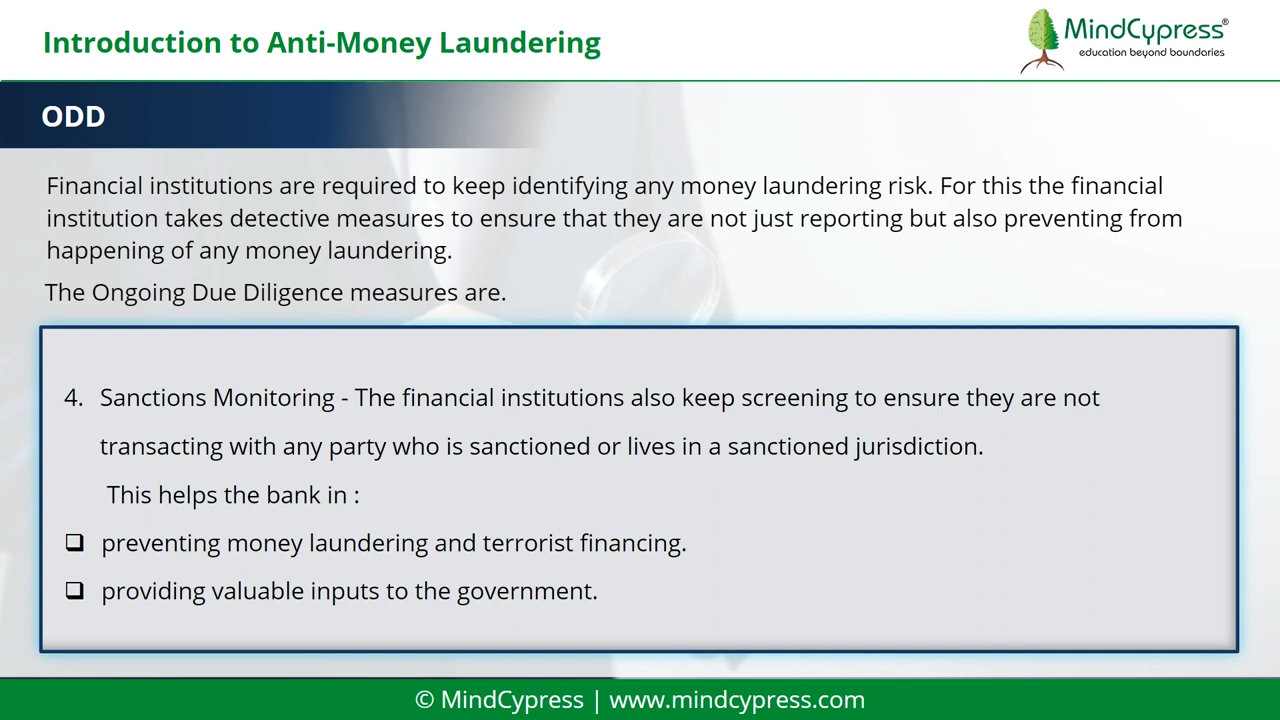 Introduction to Anti-Money Laundering
MindCypress®
education beyond boundaries
ODD
Financial institutions are required to keep identifying any money laundering risk. For this the financial
institution takes detective measures to ensure that they are not just reporting but also preventing from
happening of any money laundering.
The Ongoing Due Diligence measures are.
4. Sanctions Monitoring - The financial institutions also keep screening to ensure they are not
transacting with any party who is sanctioned or lives in a sanctioned jurisdiction.
This helps the bank in :
❑ preventing money laundering and terrorist financing.
❑ providing valuable inputs to the government.
© MindCypress | www.mindcypress.com